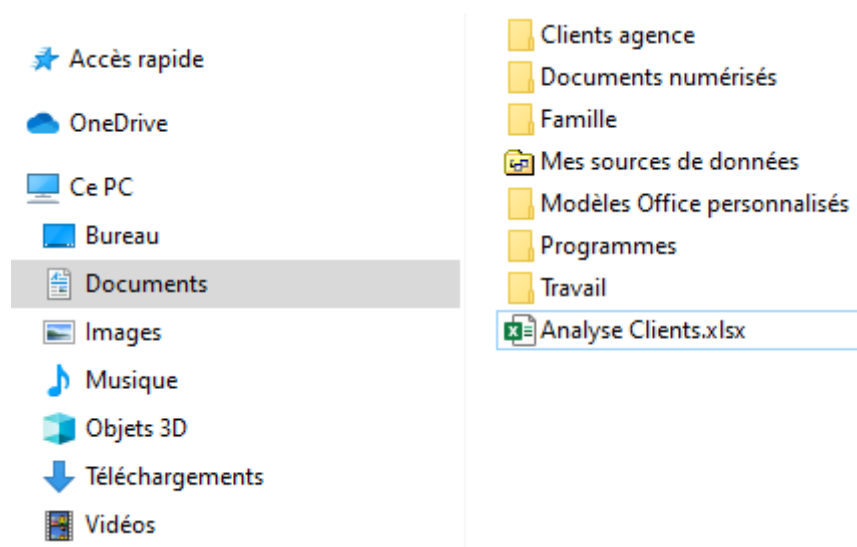 Accès rapide
OneDrive
Ce PC
Bureau
Documents
Images
Musique
Objets 3D
Téléchargements
Vidéos
Clients agence
Documents numérisés
Famille
Mes sources de données
Modèles Office personnalisés
Programmes
Travail
Analyse Clients.xlsx